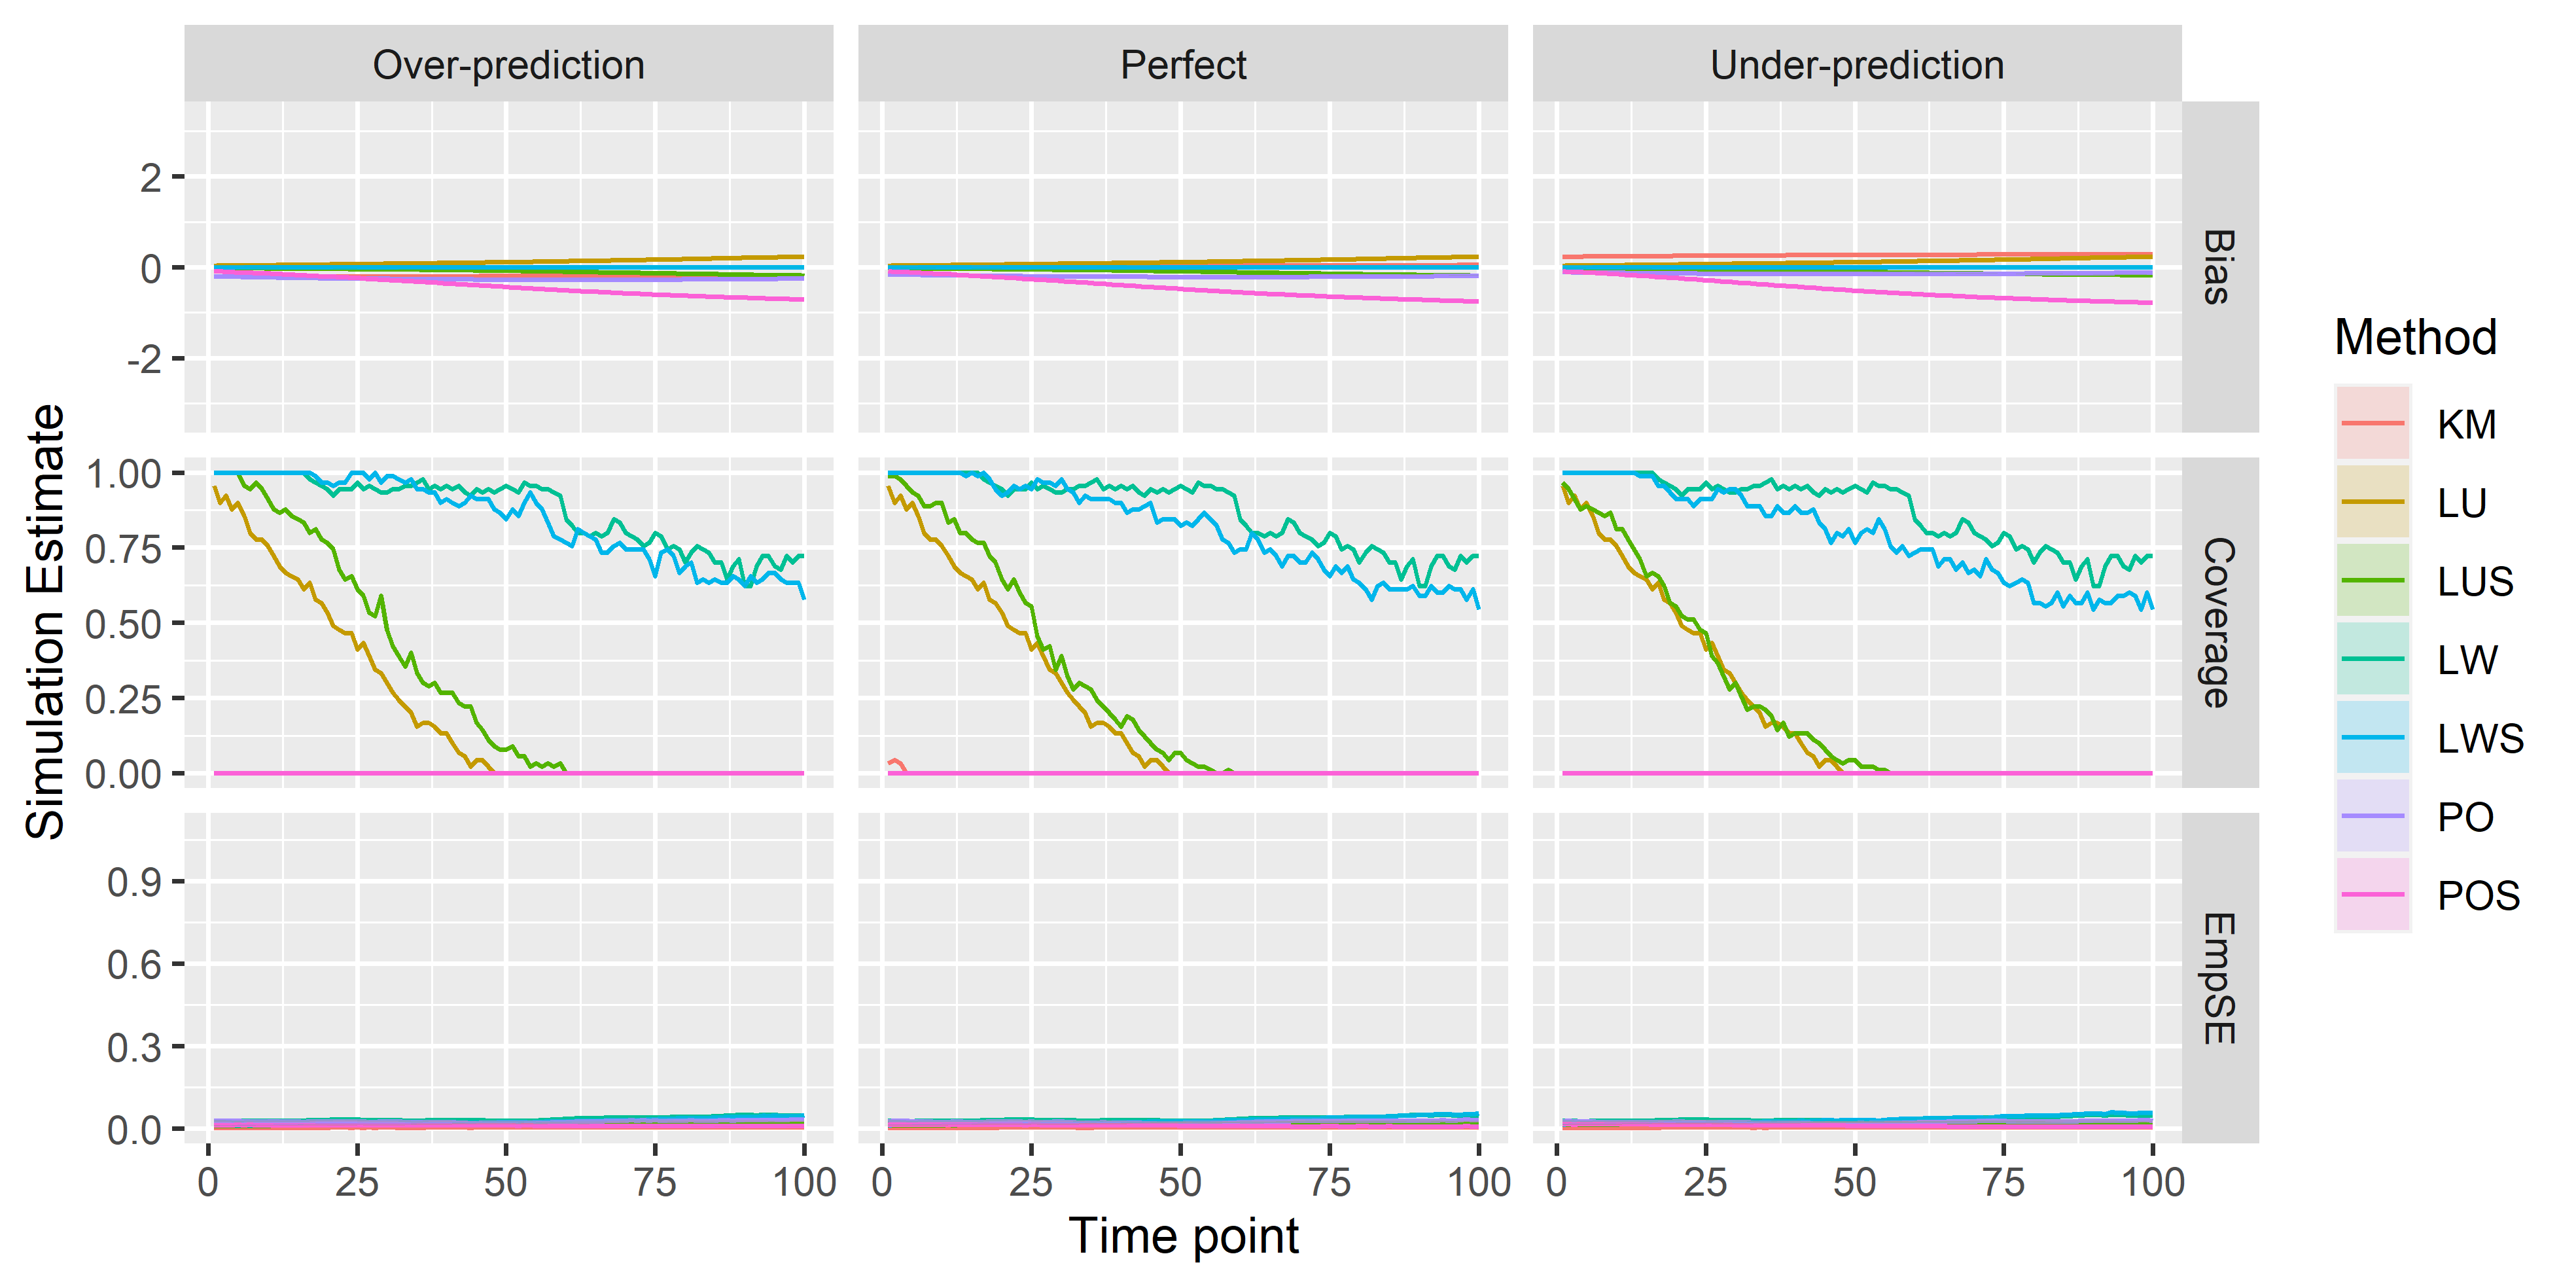 Over-prediction Perfect Under-prediction
2
0
-2
Bias
Simulation Estimate
1.00
0.75
0.50
0.25
0.00
Coverage
0.9
0.6
0.3
0.0
EmpSE
0 25 50 75 100 0 25 50 75 100 0 25 50 75 100
Time point
Method
KM
LU
LUS
LW
LWS
PO
POS